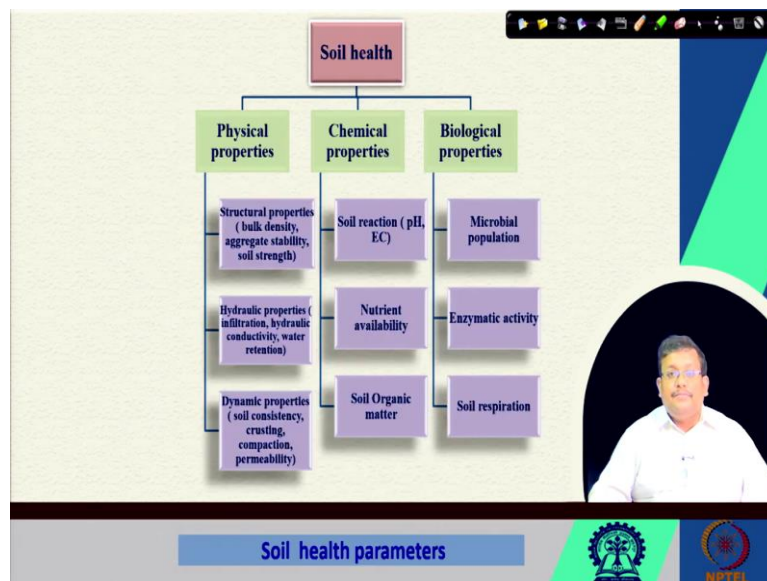 Soil health
Physical
properties
Structural properties
( bulk density,
aggregate stability,
soil strength)
Hydraulic properties (
infiltration, hydraulic
conductivity, water
retention)
Dynamic properties
( soil consistency,
crusting,
compaction,
permeability)
Chemical
properties
Soil reaction ( pH,
EC)
Nutrient
availability
Soil Organic
matter
Biological
properties
Microbial
population
Enzymatic activity
Soil respiration
Soil health parameters
NPTEL